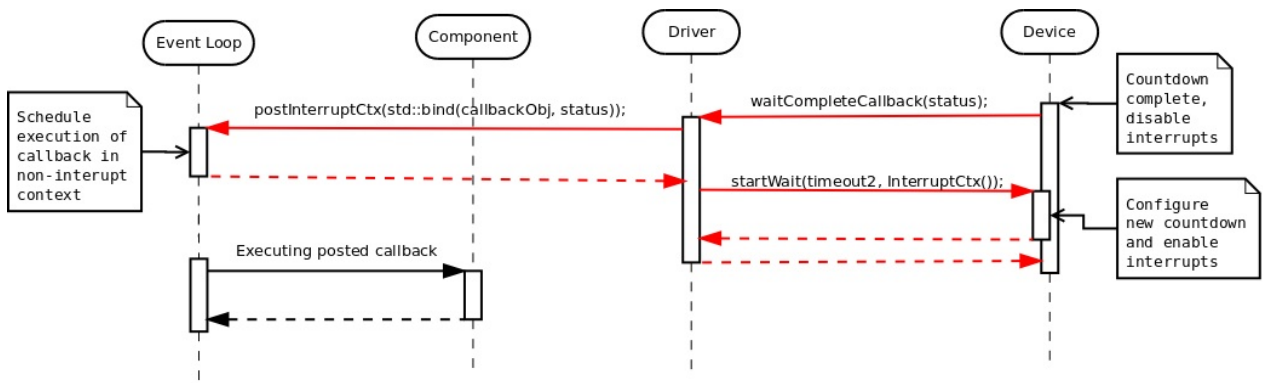 Event Loop
Component
Driver
Device
Schedule
execution of
callback in
non-interupt
context
postInterruptCtx(std::bind(callbackObj, status));
waitCompleteCallback(status);
Countdown
complete,
disable
interrupts
startWait(timeout2, InterruptCtx());
Configure
new countdown
and enable
interrupts
Executing posted callback